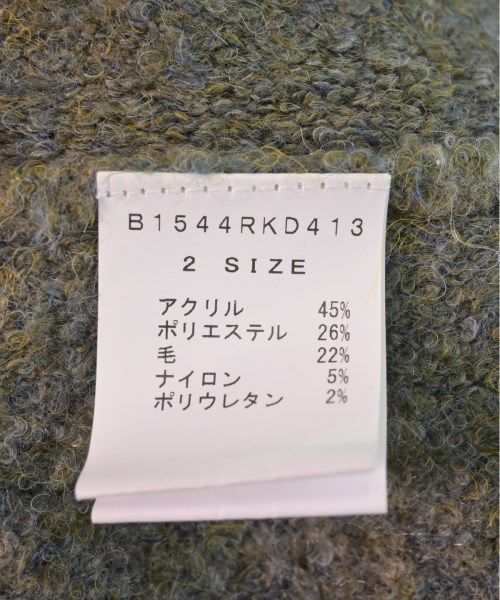 B1544RKD413
2 SIZE
アクリル 45%
ポリエステル 26%
毛 22%
ナイロン 5%
ポリウレタン 2%